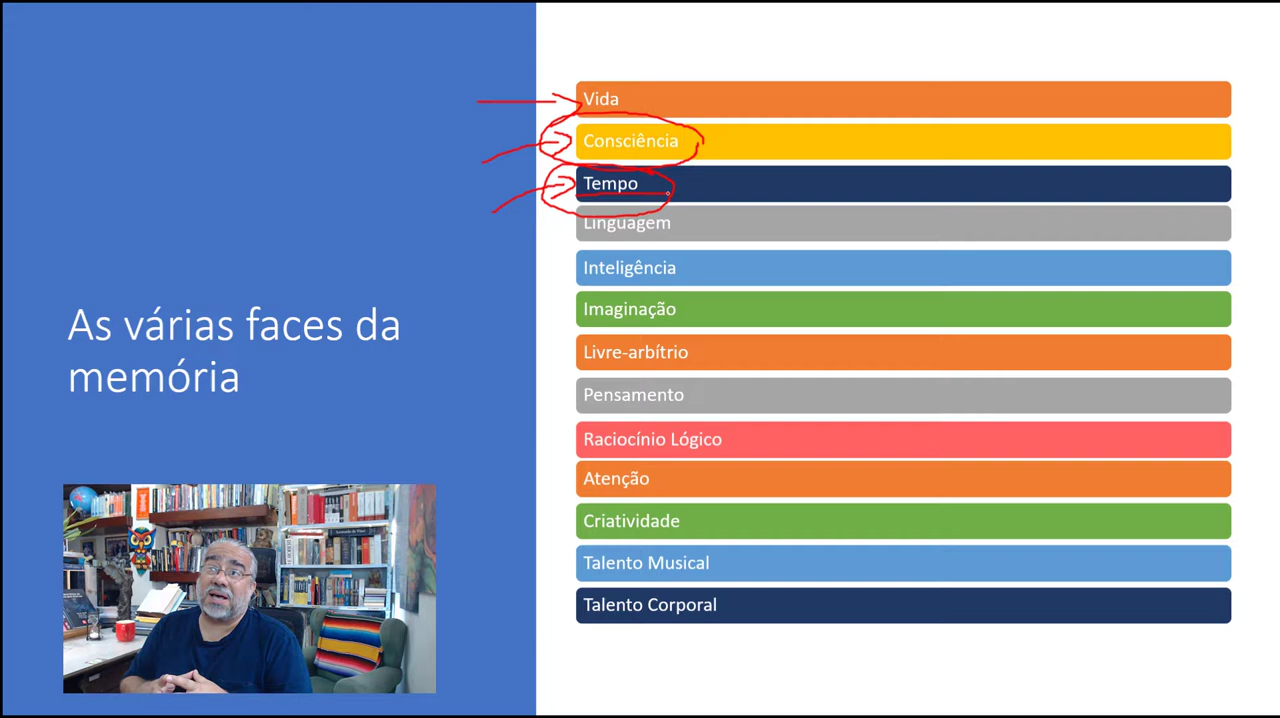 As várias faces da
memória
Vida
Consciência
Tempo
Linguagem
Inteligência
Imaginação
Livre-arbítrio
Pensamento
Raciocínio Lógico
Atenção
Criatividade
Talento Musical
Talento Corporal